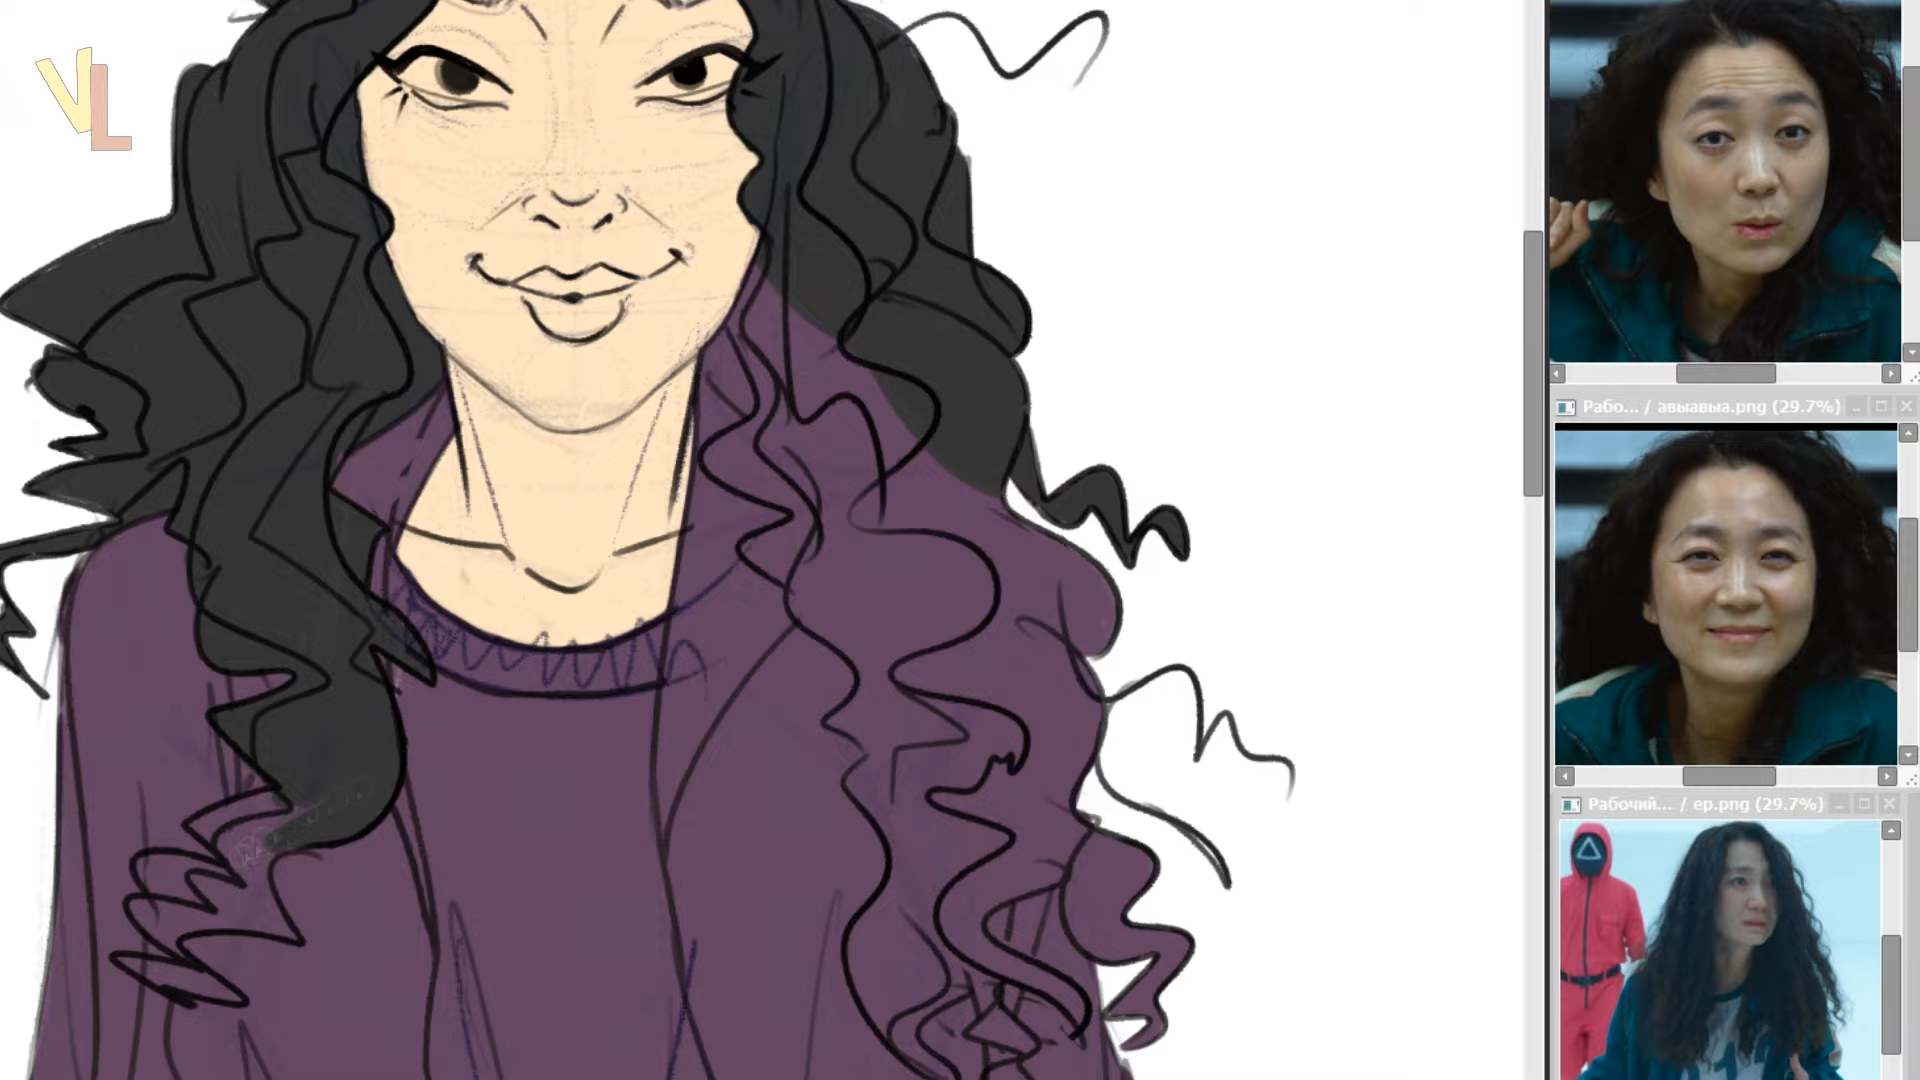 VL
Рабо... / авыавыа.png (29.7%)
Рабочий... / ер.png (29.7%)